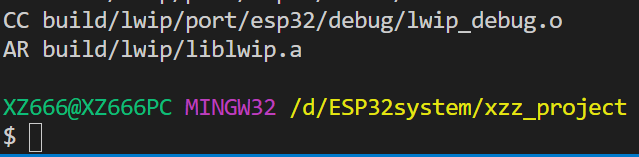 CC build/lwip/port/esp32/debug/lwip_debug.o
AR build/lwip/liblwip.a
XZ666@XZ666PC MINGW32 /d/ESP32system/xzz_project
$